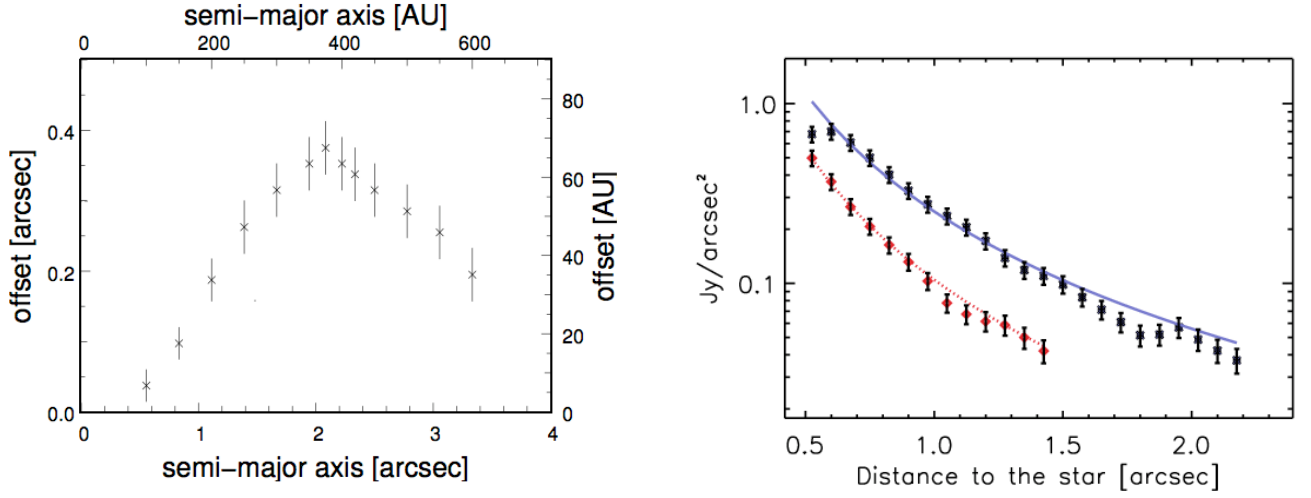 semi-major axis [AU]
0 200 400 600
0.4
0.2
0.0
offset [arcsec]
80
60
40
20
0
offset [AU]
0 1 2 3 4
semi-major axis [arcsec]
1.0
0.1
Jy/arcsec²
0.5 1.0 1.5 2.0
Distance to the star [arcsec]